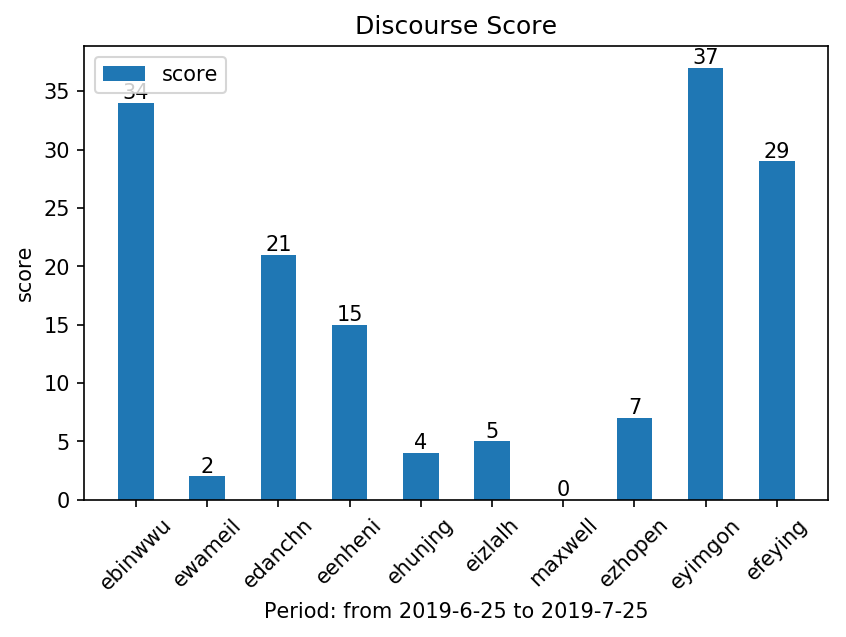 Discourse Score
score
34
2
21
15
4
5
0
7
37
29
score
35
30
25
20
15
10
5
0
ebinwwu
ewameil
edanchn
eenheni
ehunjng
eizlalh
maxwell
ezhopen
eyimgon
efeying
Period: from 2019-6-25 to 2019-7-25